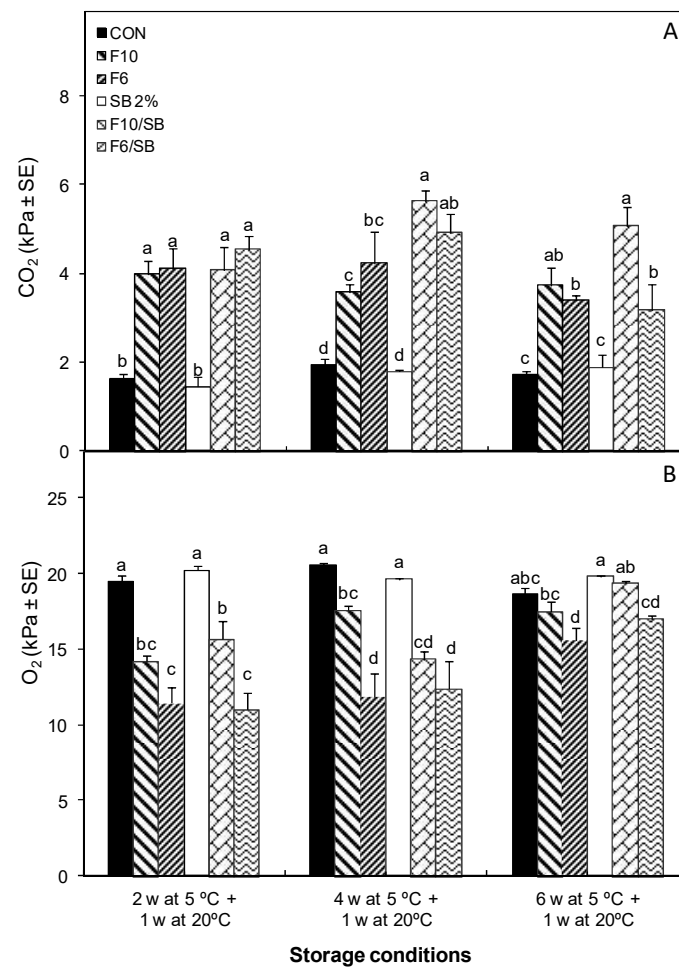 A
CON
F10
F6
SB 2%
F10/SB
F6/SB
8
6
4
2
0
CO2 (kPa ± SE)
b a a b a a
d c bc d a ab
c ab b c a b
B
25
20
15
10
5
0
O2 (kPa ± SE)
a bc c a b c
a bc d a cd d
abc bc d a ab cd
2 w at 5 ºC +
1 w at 20ºC
4 w at 5 ºC +
1 w at 20ºC
6 w at 5 ºC +
1 w at 20ºC
Storage conditions